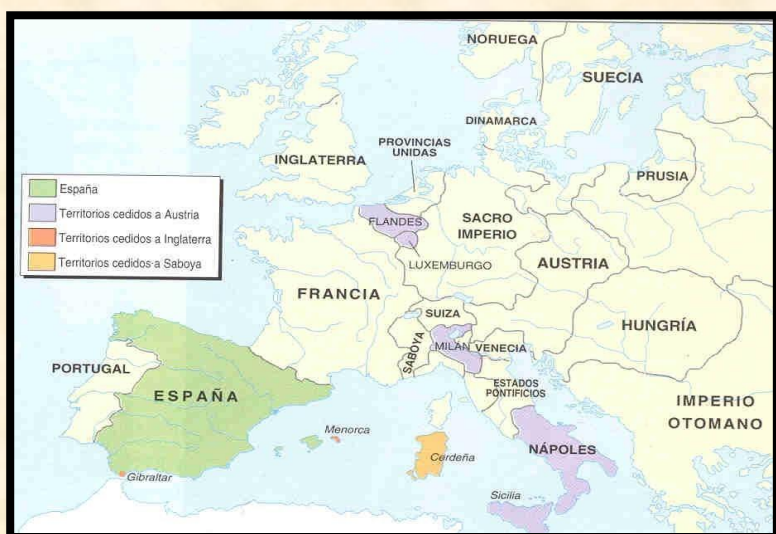 NORUEGA
SUECIA
DINAMARCA
PROVINCIAS
UNIDAS
INGLATERRA
PRUSIA
España
Territorios cedidos a Austria
Territorios cedidos a Inglaterra
Territorios cedidos a Saboya
FLANDES
SACRO
IMPERIO
LUXEMBURGO
AUSTRIA
FRANCIA
SUIZA
HUNGRÍA
MILÁN
VENECIA
SABOYA
PORTUGAL
ESPAÑA
ESTADOS
PONTIFICIOS
IMPERIO
OTOMANO
Menorca
Cerdeña
NÁPOLES
Gibraltar
Sicilia